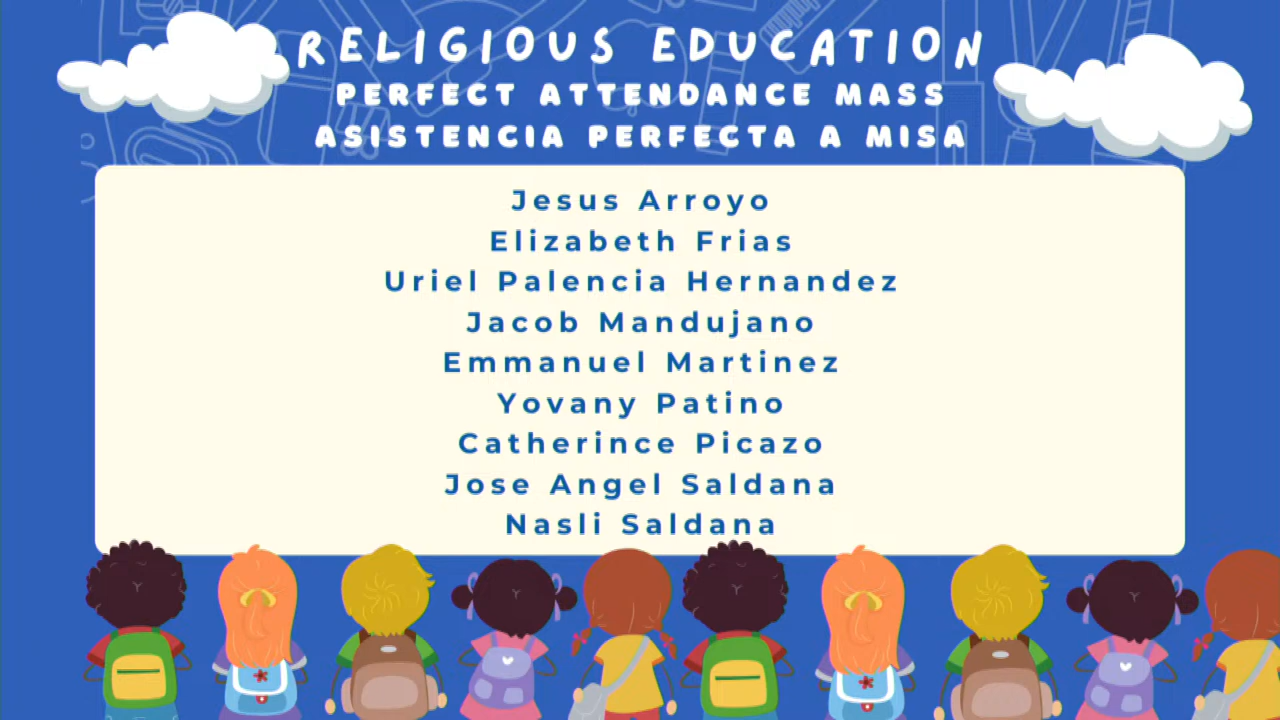 RELIGIOUS EDUCATION
PERFECT ATTENDANCE MASS
ASISTENCIA PERFECTA A MISA
Jesus Arroyo
Elizabeth Frias
Uriel Palencia Hernandez
Jacob Mandujano
Emmanuel Martinez
Yovany Patino
Catherince Picazo
Jose Angel Saldana
Nasli Saldana